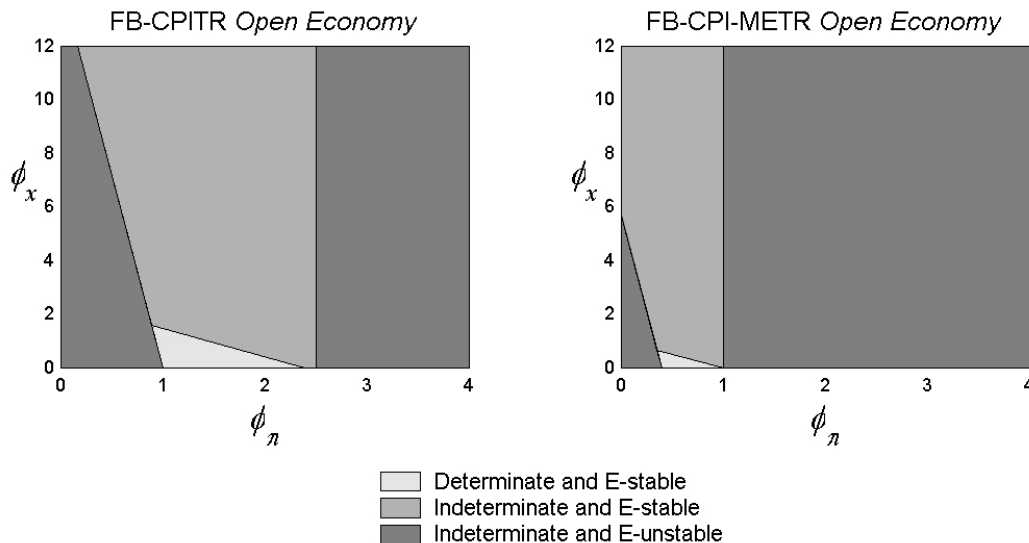 FB-CPITR Open Economy
12
10
8
6
4
2
0
ϕx
0 1 2 3 4
ϕπ
FB-CPI-METR Open Economy
12
10
8
6
4
2
0
ϕx
0 1 2 3 4
ϕπ
Determinate and E-stable
Indeterminate and E-stable
Indeterminate and E-unstable